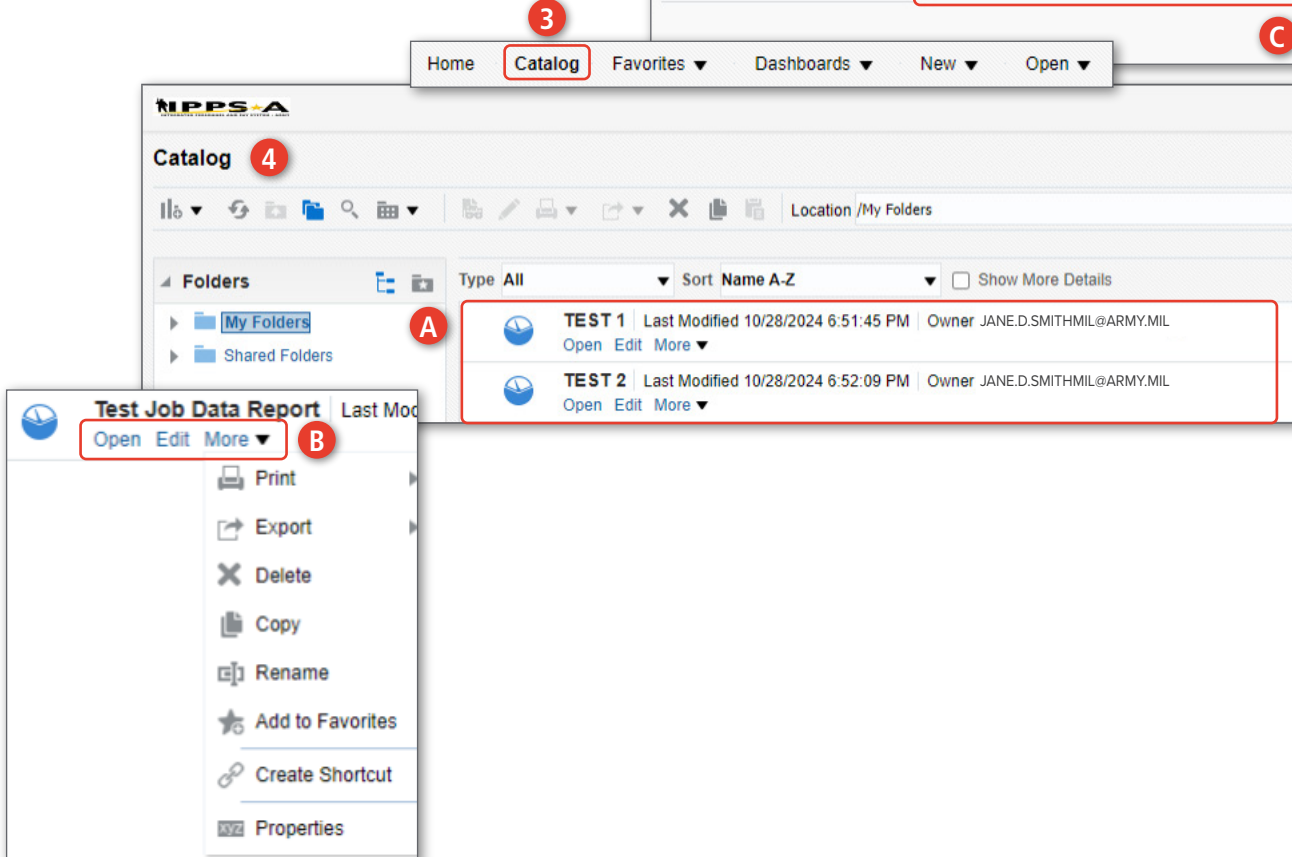 3
C
Home Catalog Favorites Dashboards New Open
IPPS-A
Catalog 4
Location /My Folders
Folders
Type All Sort Name A-Z Show More Details
My Folders
Shared Folders
A
TEST 1 Last Modified 10/28/2024 6:51:45 PM Owner JANE.D.SMITHMIL@ARMY.MIL
Open Edit More
TEST 2 Last Modified 10/28/2024 6:52:09 PM Owner JANE.D.SMITHMIL@ARMY.MIL
Open Edit More
Test Job Data Report Last Mod
Open Edit More B
Print
Export
Delete
Copy
Rename
Add to Favorites
Create Shortcut
xyz Properties